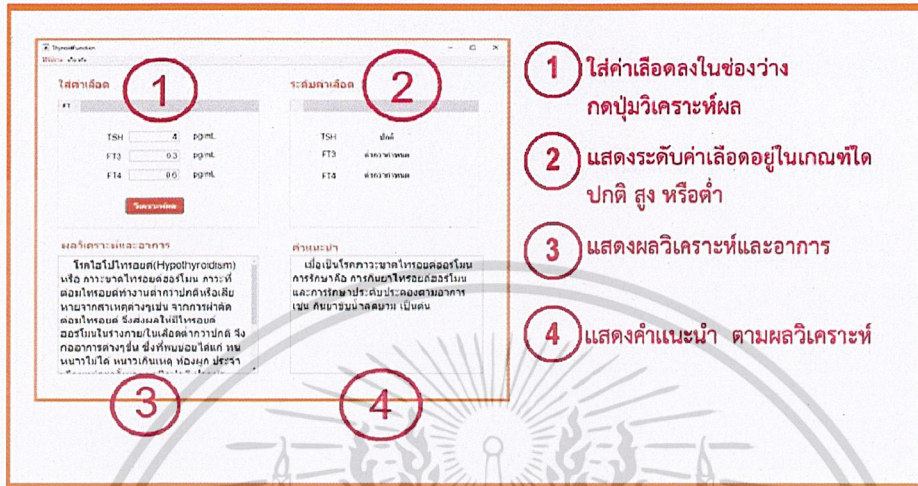 ThyroidFunction
ใส่ค่าเลือด
1
FT
TSH 4 pg/mL
FT3 0.3 pg/mL
FT4 0.6 pg/mL
วิเคราะห์ผล
ระดับค่าเลือด
2
TSH ปกติ
FT3 ต่ำกว่ากำหนด
FT4 ต่ำกว่ากำหนด
ผลวิเคราะห์และอาการ
โรคไฮโปไทรอยด์(Hypothyroidism)
หรือ ภาวะขาดไทรอยด์ฮอร์โมน ภาวะที่
ต่อมไทรอยด์ทำงานต่ำกว่าปกติหรือเสีย
หายจากสาเหตุต่างๆเช่น จากการผ่าตัด
ต่อมไทรอยด์ จึงส่งผลให้มีไทรอยด์
ฮอร์โมนในร่างกาย/ในเลือดต่ำกว่าปกติ จึง
ก่ออาการต่างๆขึ้น ซึ่งที่พบบ่อยได้แก่ ทน
หนาวไม่ได้ หนาวเกินเหตุ ท้องผูก ประจำ
3
คำแนะนำ
เมื่อเป็นโรคภาวะขาดไทรอยด์ฮอร์โมน
การรักษาคือ การกินยาไทรอยด์ฮอร์โมน
และการรักษาประคับประคองตามอาการ
เช่น กินยาขับน้ำลดบวม เป็นต้น
4
1 ใส่ค่าเลือดลงในช่องว่าง
กดปุ่มวิเคราะห์ผล
2 แสดงระดับค่าเลือดอยู่ในเกณฑ์ใด
ปกติ สูง หรือต่ำ
3 แสดงผลวิเคราะห์และอาการ
4 แสดงคำแนะนำ ตามผลวิเคราะห์